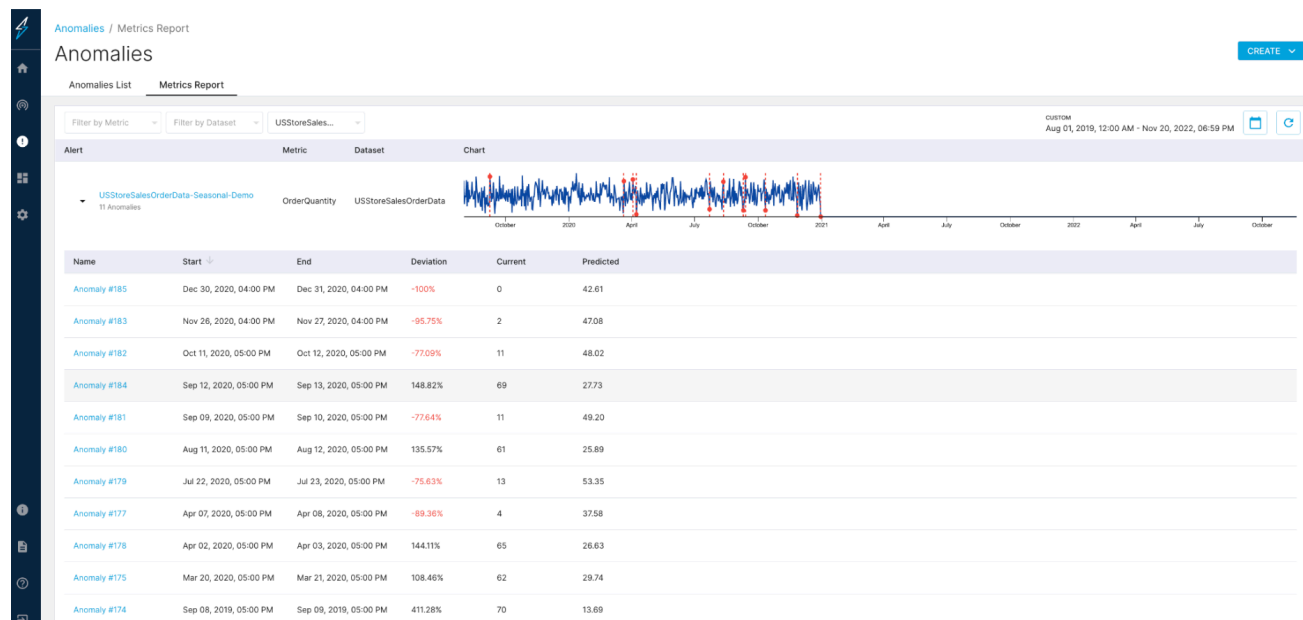 Anomalies / Metrics Report
Anomalies
CREATE
Anomalies List Metrics Report
Filter by Metric Filter by Dataset USStoreSales...
CUSTOM
Aug 01, 2019, 12:00 AM - Nov 20, 2022, 06:59 PM
Alert Metric Dataset Chart
USStoreSalesOrderData-Seasonal-Demo
11 Anomalies
OrderQuantity USStoreSalesOrderData
October 2020 April July October 2021 April July October 2022 April July October
Name Start End Deviation Current Predicted
Anomaly #185 Dec 30, 2020, 04:00 PM Dec 31, 2020, 04:00 PM -100% 0 42.61
Anomaly #183 Nov 26, 2020, 04:00 PM Nov 27, 2020, 04:00 PM -95.75% 2 47.08
Anomaly #182 Oct 11, 2020, 05:00 PM Oct 12, 2020, 05:00 PM -77.09% 11 48.02
Anomaly #184 Sep 12, 2020, 05:00 PM Sep 13, 2020, 05:00 PM 148.82% 69 27.73
Anomaly #181 Sep 09, 2020, 05:00 PM Sep 10, 2020, 05:00 PM -77.64% 11 49.20
Anomaly #180 Aug 11, 2020, 05:00 PM Aug 12, 2020, 05:00 PM 135.57% 61 25.89
Anomaly #179 Jul 22, 2020, 05:00 PM Jul 23, 2020, 05:00 PM -75.63% 13 53.35
Anomaly #177 Apr 07, 2020, 05:00 PM Apr 08, 2020, 05:00 PM -89.36% 4 37.58
Anomaly #178 Apr 02, 2020, 05:00 PM Apr 03, 2020, 05:00 PM 144.11% 65 26.63
Anomaly #175 Mar 20, 2020, 05:00 PM Mar 21, 2020, 05:00 PM 108.46% 62 29.74
Anomaly #174 Sep 08, 2019, 05:00 PM Sep 09, 2019, 05:00 PM 411.28% 70 13.69